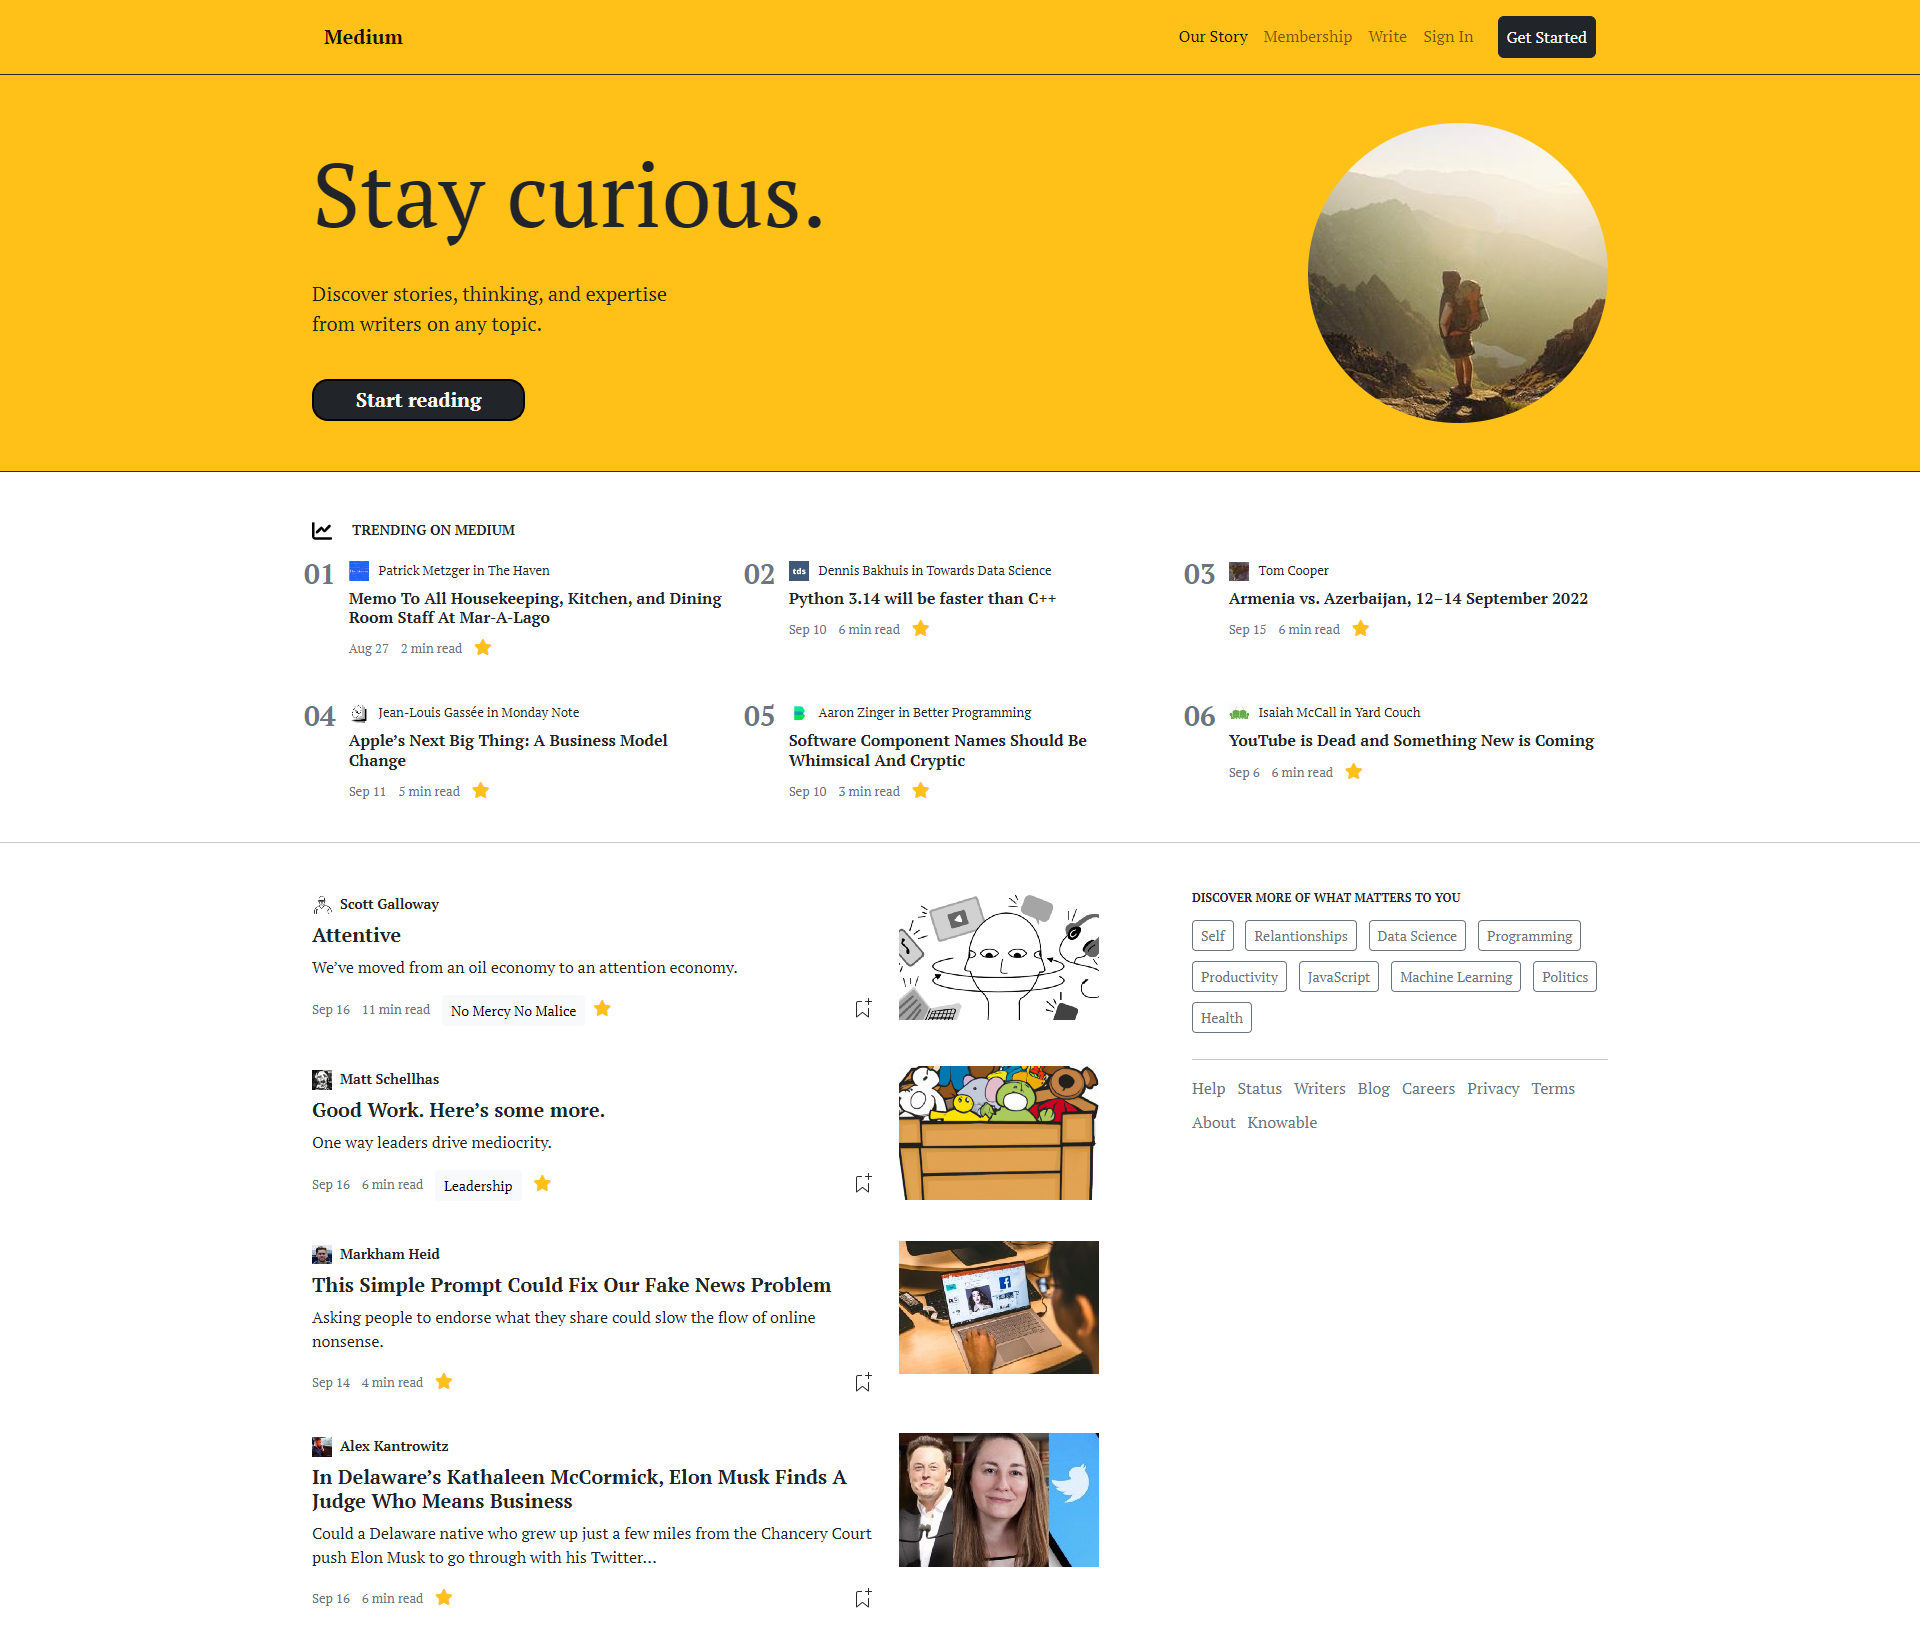 Medium
Our Story Membership Write Sign In Get Started
Stay curious.
Discover stories, thinking, and expertise
from writers on any topic.
Start reading
TRENDING ON MEDIUM
01
Patrick Metzger in The Haven
Memo To All Housekeeping, Kitchen, and Dining
Room Staff At Mar-A-Lago
Aug 27 2 min read
02
tds Dennis Bakhuis in Towards Data Science
Python 3.14 will be faster than C++
Sep 10 6 min read
03
Tom Cooper
Armenia vs. Azerbaijan, 12–14 September 2022
Sep 15 6 min read
04
Jean-Louis Gassée in Monday Note
Apple’s Next Big Thing: A Business Model
Change
Sep 11 5 min read
05
Aaron Zinger in Better Programming
Software Component Names Should Be
Whimsical And Cryptic
Sep 10 3 min read
06
Isaiah McCall in Yard Couch
YouTube is Dead and Something New is Coming
Sep 6 6 min read
Scott Galloway
Attentive
We’ve moved from an oil economy to an attention economy.
Sep 16 11 min read No Mercy No Malice
Matt Schellhas
Good Work. Here’s some more.
One way leaders drive mediocrity.
Sep 16 6 min read Leadership
Markham Heid
This Simple Prompt Could Fix Our Fake News Problem
Asking people to endorse what they share could slow the flow of online
nonsense.
Sep 14 4 min read
Alex Kantrowitz
In Delaware’s Kathaleen McCormick, Elon Musk Finds A
Judge Who Means Business
Could a Delaware native who grew up just a few miles from the Chancery Court
push Elon Musk to go through with his Twitter…
Sep 16 6 min read
DISCOVER MORE OF WHAT MATTERS TO YOU
Self Relantionships Data Science Programming
Productivity JavaScript Machine Learning Politics
Health
Help Status Writers Blog Careers Privacy Terms
About Knowable